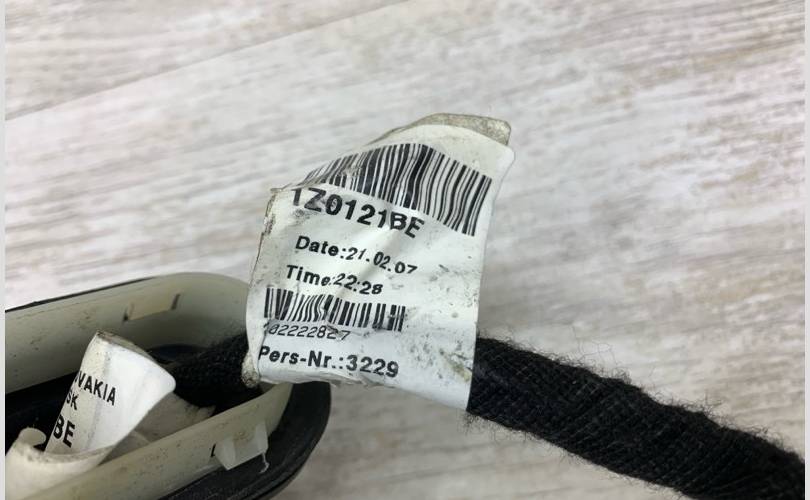 1Z0121BE
Date:21.02.07
Time:22:28
Pers-Nr.:3229
VAKIA
SK
BE